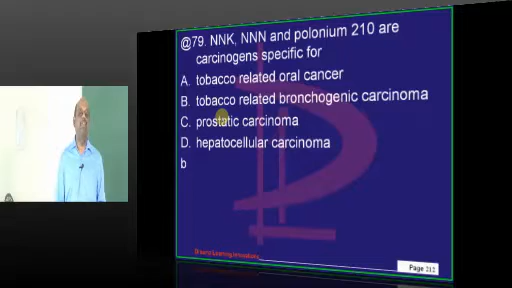 @79. NNK, NNN and polonium 210 are
carcinogens specific for
A. tobacco related oral cancer
B. tobacco related bronchogenic carcinoma
C. prostatic carcinoma
D. hepatocellular carcinoma
b
Page 212